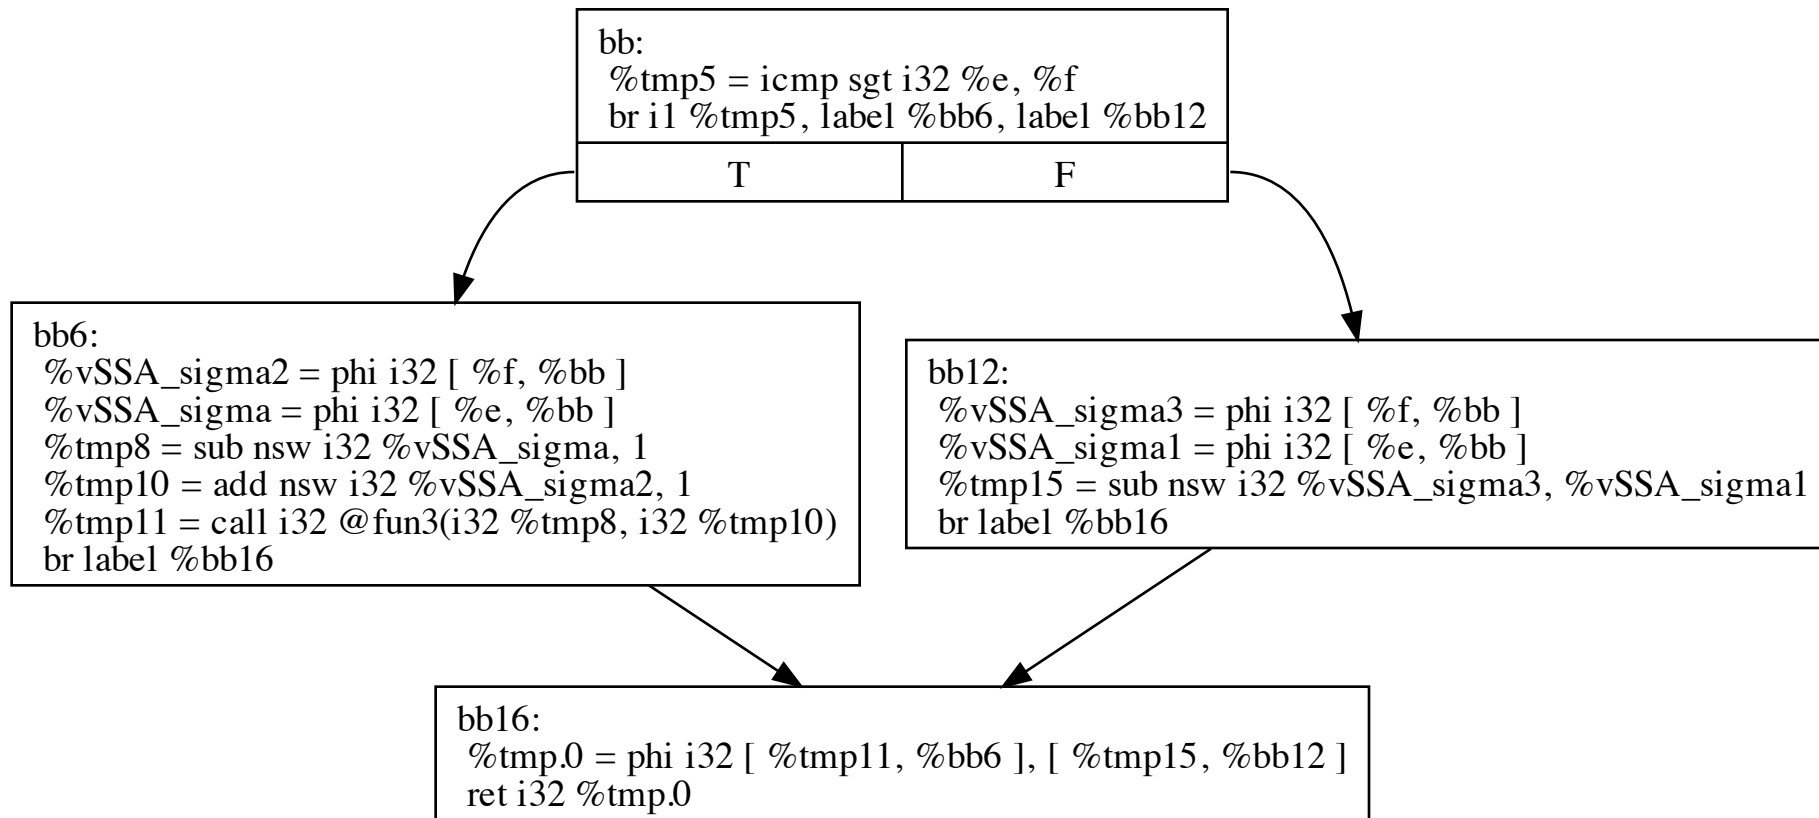 bb:
%tmp5 = icmp sgt i32 %e, %f
br i1 %tmp5, label %bb6, label %bb12
T
F
bb6:
%vSSA_sigma2 = phi i32 [ %f, %bb ]
%vSSA_sigma = phi i32 [ %e, %bb ]
%tmp8 = sub nsw i32 %vSSA_sigma, 1
%tmp10 = add nsw i32 %vSSA_sigma2, 1
%tmp11 = call i32 @fun3(i32 %tmp8, i32 %tmp10)
br label %bb16
bb12:
%vSSA_sigma3 = phi i32 [ %f, %bb ]
%vSSA_sigma1 = phi i32 [ %e, %bb ]
%tmp15 = sub nsw i32 %vSSA_sigma3, %vSSA_sigma1
br label %bb16
bb16:
%tmp.0 = phi i32 [ %tmp11, %bb6 ], [ %tmp15, %bb12 ]
ret i32 %tmp.0